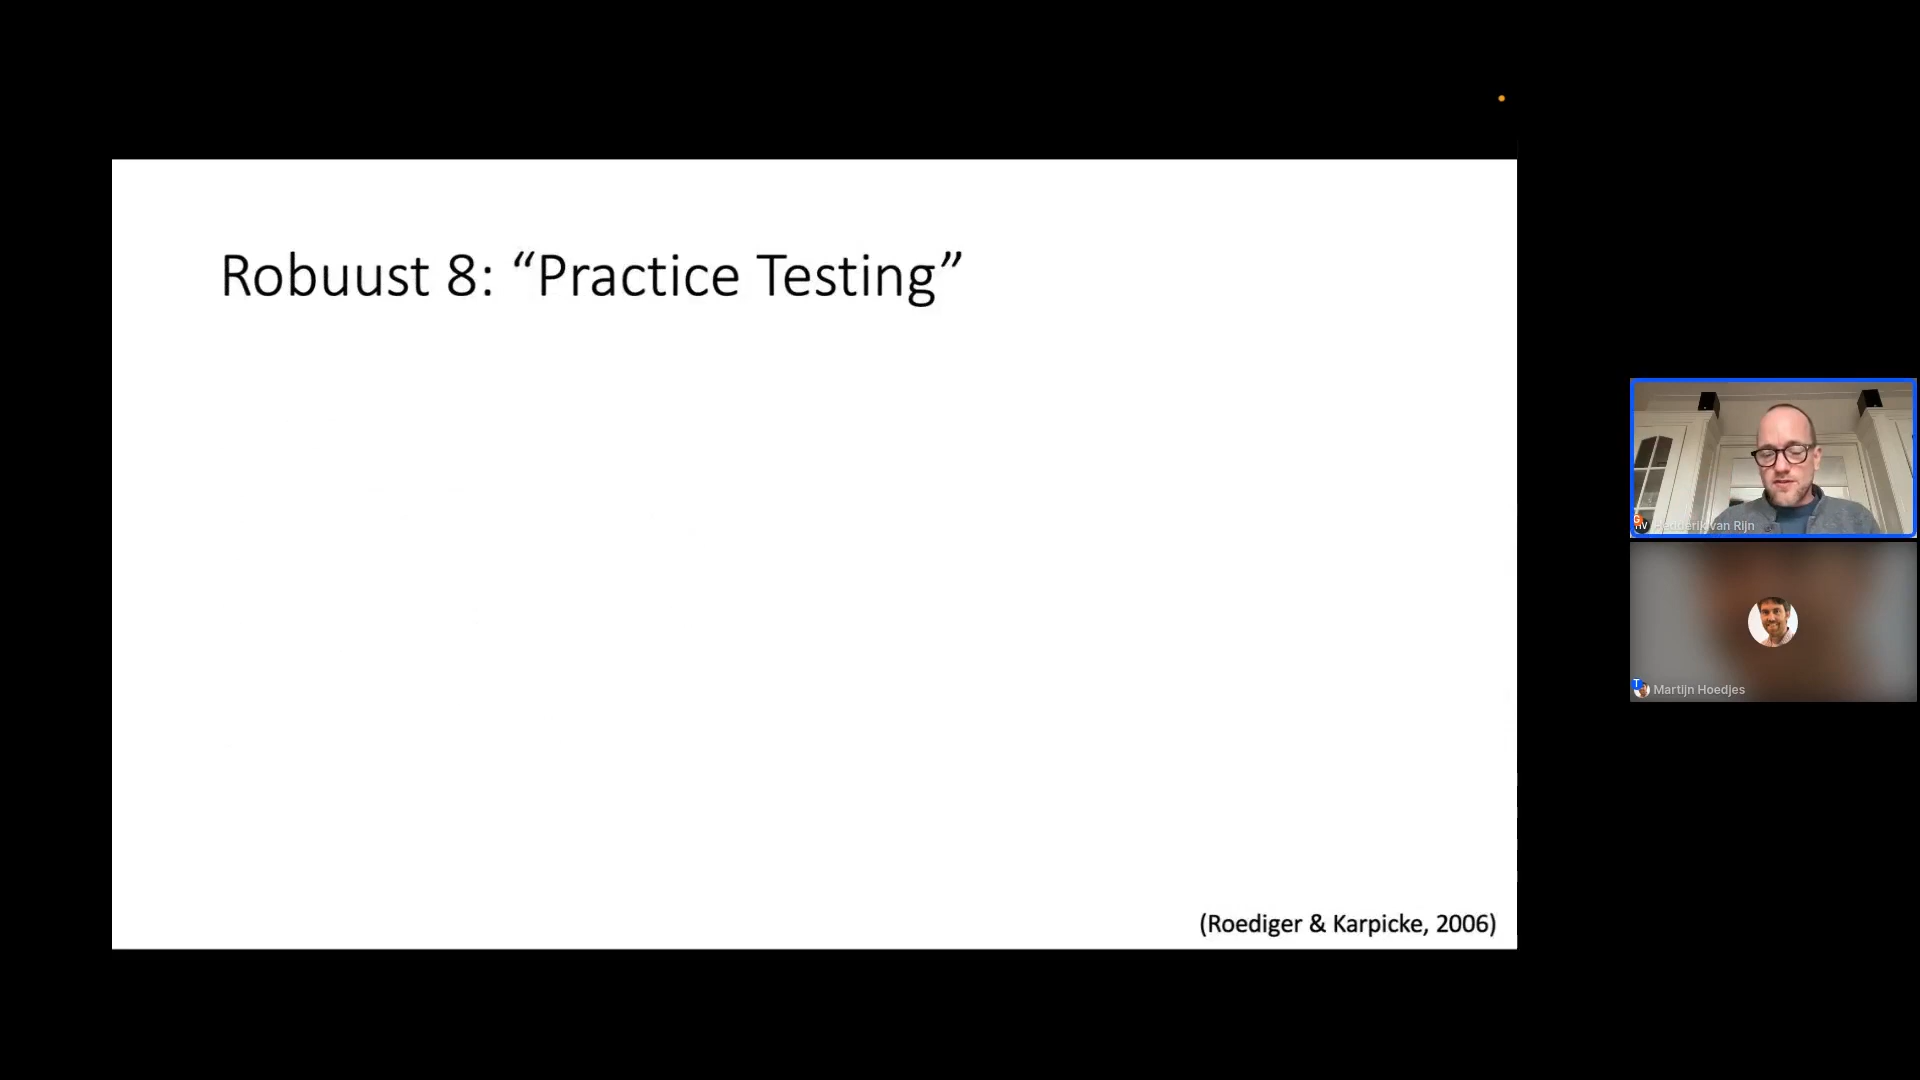 Robuust 8: “Practice Testing”
(Roediger & Karpicke, 2006)
Hedderik van Rijn
Martijn Hoedjes